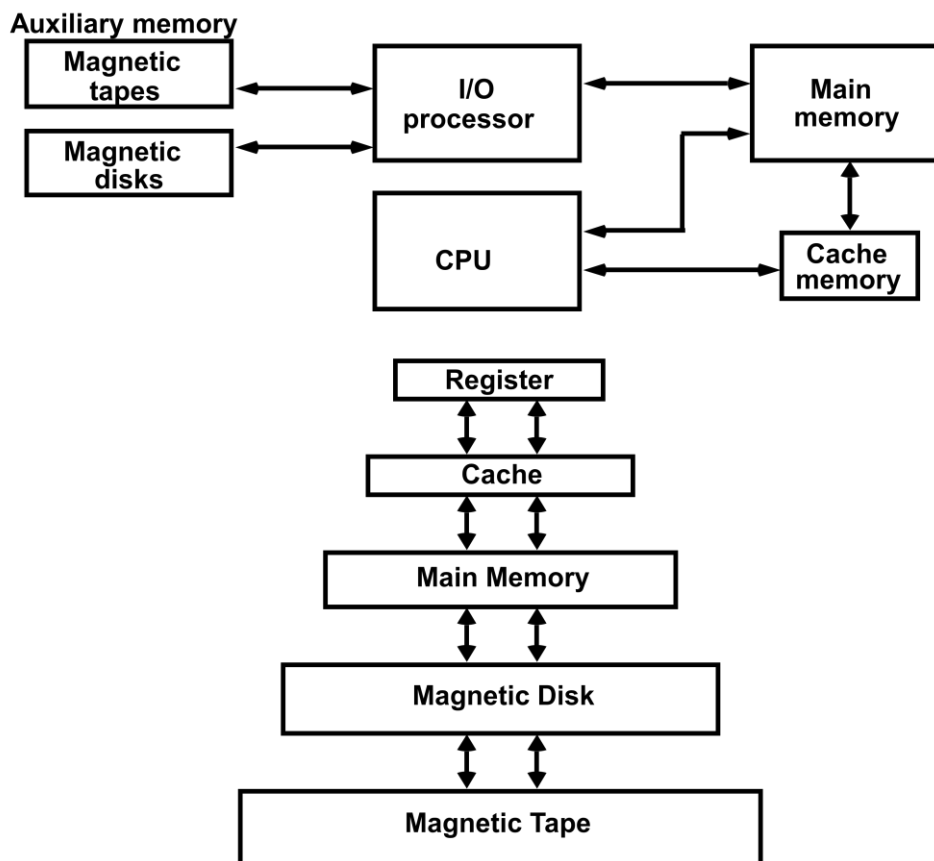 Auxiliary memory
Magnetic
tapes
I/O
processor
Main
memory
Magnetic
disks
CPU
Cache
memory
Register
Cache
Main Memory
Magnetic Disk
Magnetic Tape